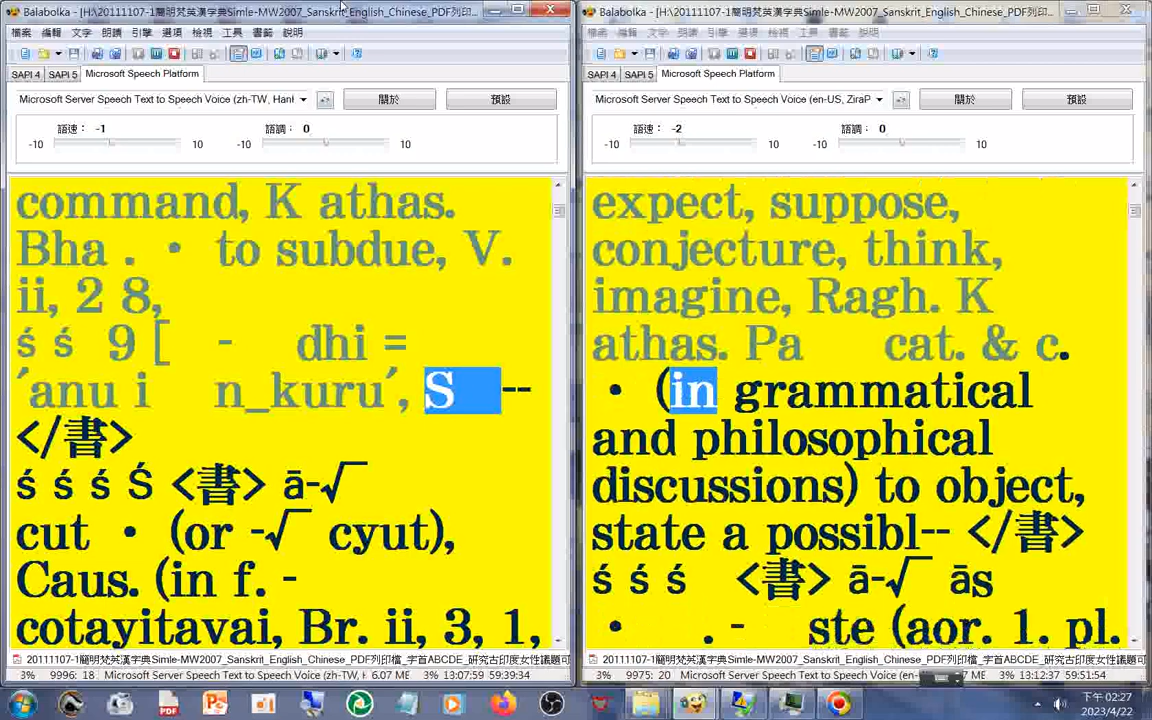 Balabolka - [H:\20111107-1簡明梵英漢字典Simle-MW2007_Sanskrit_English_Chinese_PDF列印...
檔案 編輯 文字 朗讀 引擎 選項 檢視 工具 書籤 說明
SAPI 4 SAPI 5 Microsoft Speech Platform
Microsoft Server Speech Text to Speech Voice (zh-TW, Hanl
關於 預設
語速： -1 語調： 0
-10 10 -10 10
command, K athas.
Bha . • to subdue, V.
ii, 2 8,
ś ś 9 [ - dhi =
´anu i n_kuru´, S --
</書>
ś ś ś Ś <書> ā-√
cut • (or -√ cyut),
Caus. (in f. -
cotayitavai, Br. ii, 3, 1,
20111107-1簡明梵英漢字典Simle-MW2007_Sanskrit_English_Chinese_PDF列印檔_字首ABCDE_研究古印度女性議題可
3% 9996: 18 Microsoft Server Speech Text to Speech Voice (zh-TW, H 6.07 MB 13:07:59 59:39:34
Balabolka - [H:\20111107-1簡明梵英漢字典Simle-MW2007_Sanskrit_English_Chinese_PDF列印...
檔案 編輯 文字 朗讀 引擎 選項 檢視 工具 書籤 說明
SAPI 4 SAPI 5 Microsoft Speech Platform
Microsoft Server Speech Text to Speech Voice (en-US, ZiraP
關於 預設
語速： -2 語調： 0
-10 10 -10 10
expect, suppose,
conjecture, think,
imagine, Ragh. K
athas. Pa cat. & c.
• (in grammatical
and philosophical
discussions) to object,
state a possibl-- </書>
ś ś ś <書> ā-√ ās
• . - ste (aor. 1. pl.
20111107-1簡明梵英漢字典Simle-MW2007_Sanskrit_English_Chinese_PDF列印檔_字首ABCDE_研究古印度女性議題可
3% 9975: 20 Microsoft Server Speech Text to Speech Voice (en-US, 6.07 MB 13:12:37 59:51:54
下午 02:27
2023/4/22